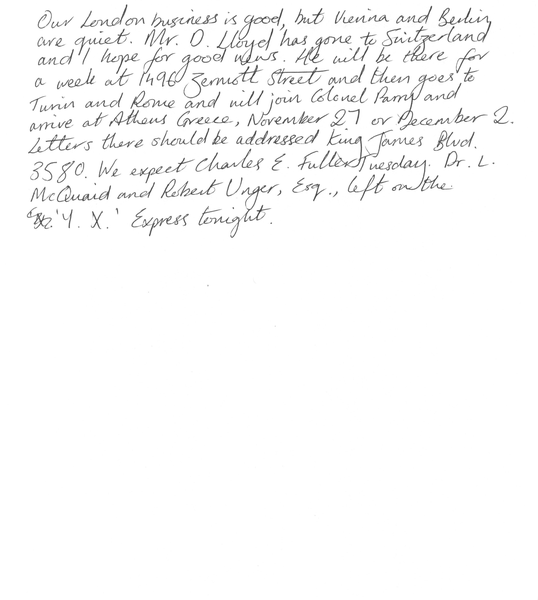 Our London business is good, but Vienna and Berlin
are quiet. Mr. D. Lloyd has gone to Switzerland
and I hope for good news. He will be there for
a week at 1496 Zermott Street and then goes to
Turin and Rome and will join Colonel Parry and
arrive at Athens Greece, November 27 or December 2.
Letters there should be addressed King James Blvd.
3580. We expect Charles E. Fuller Tuesday. Dr. L.
McQuaid and Robert Unger, Esq., left on the
'Y. X.' Express tonight.